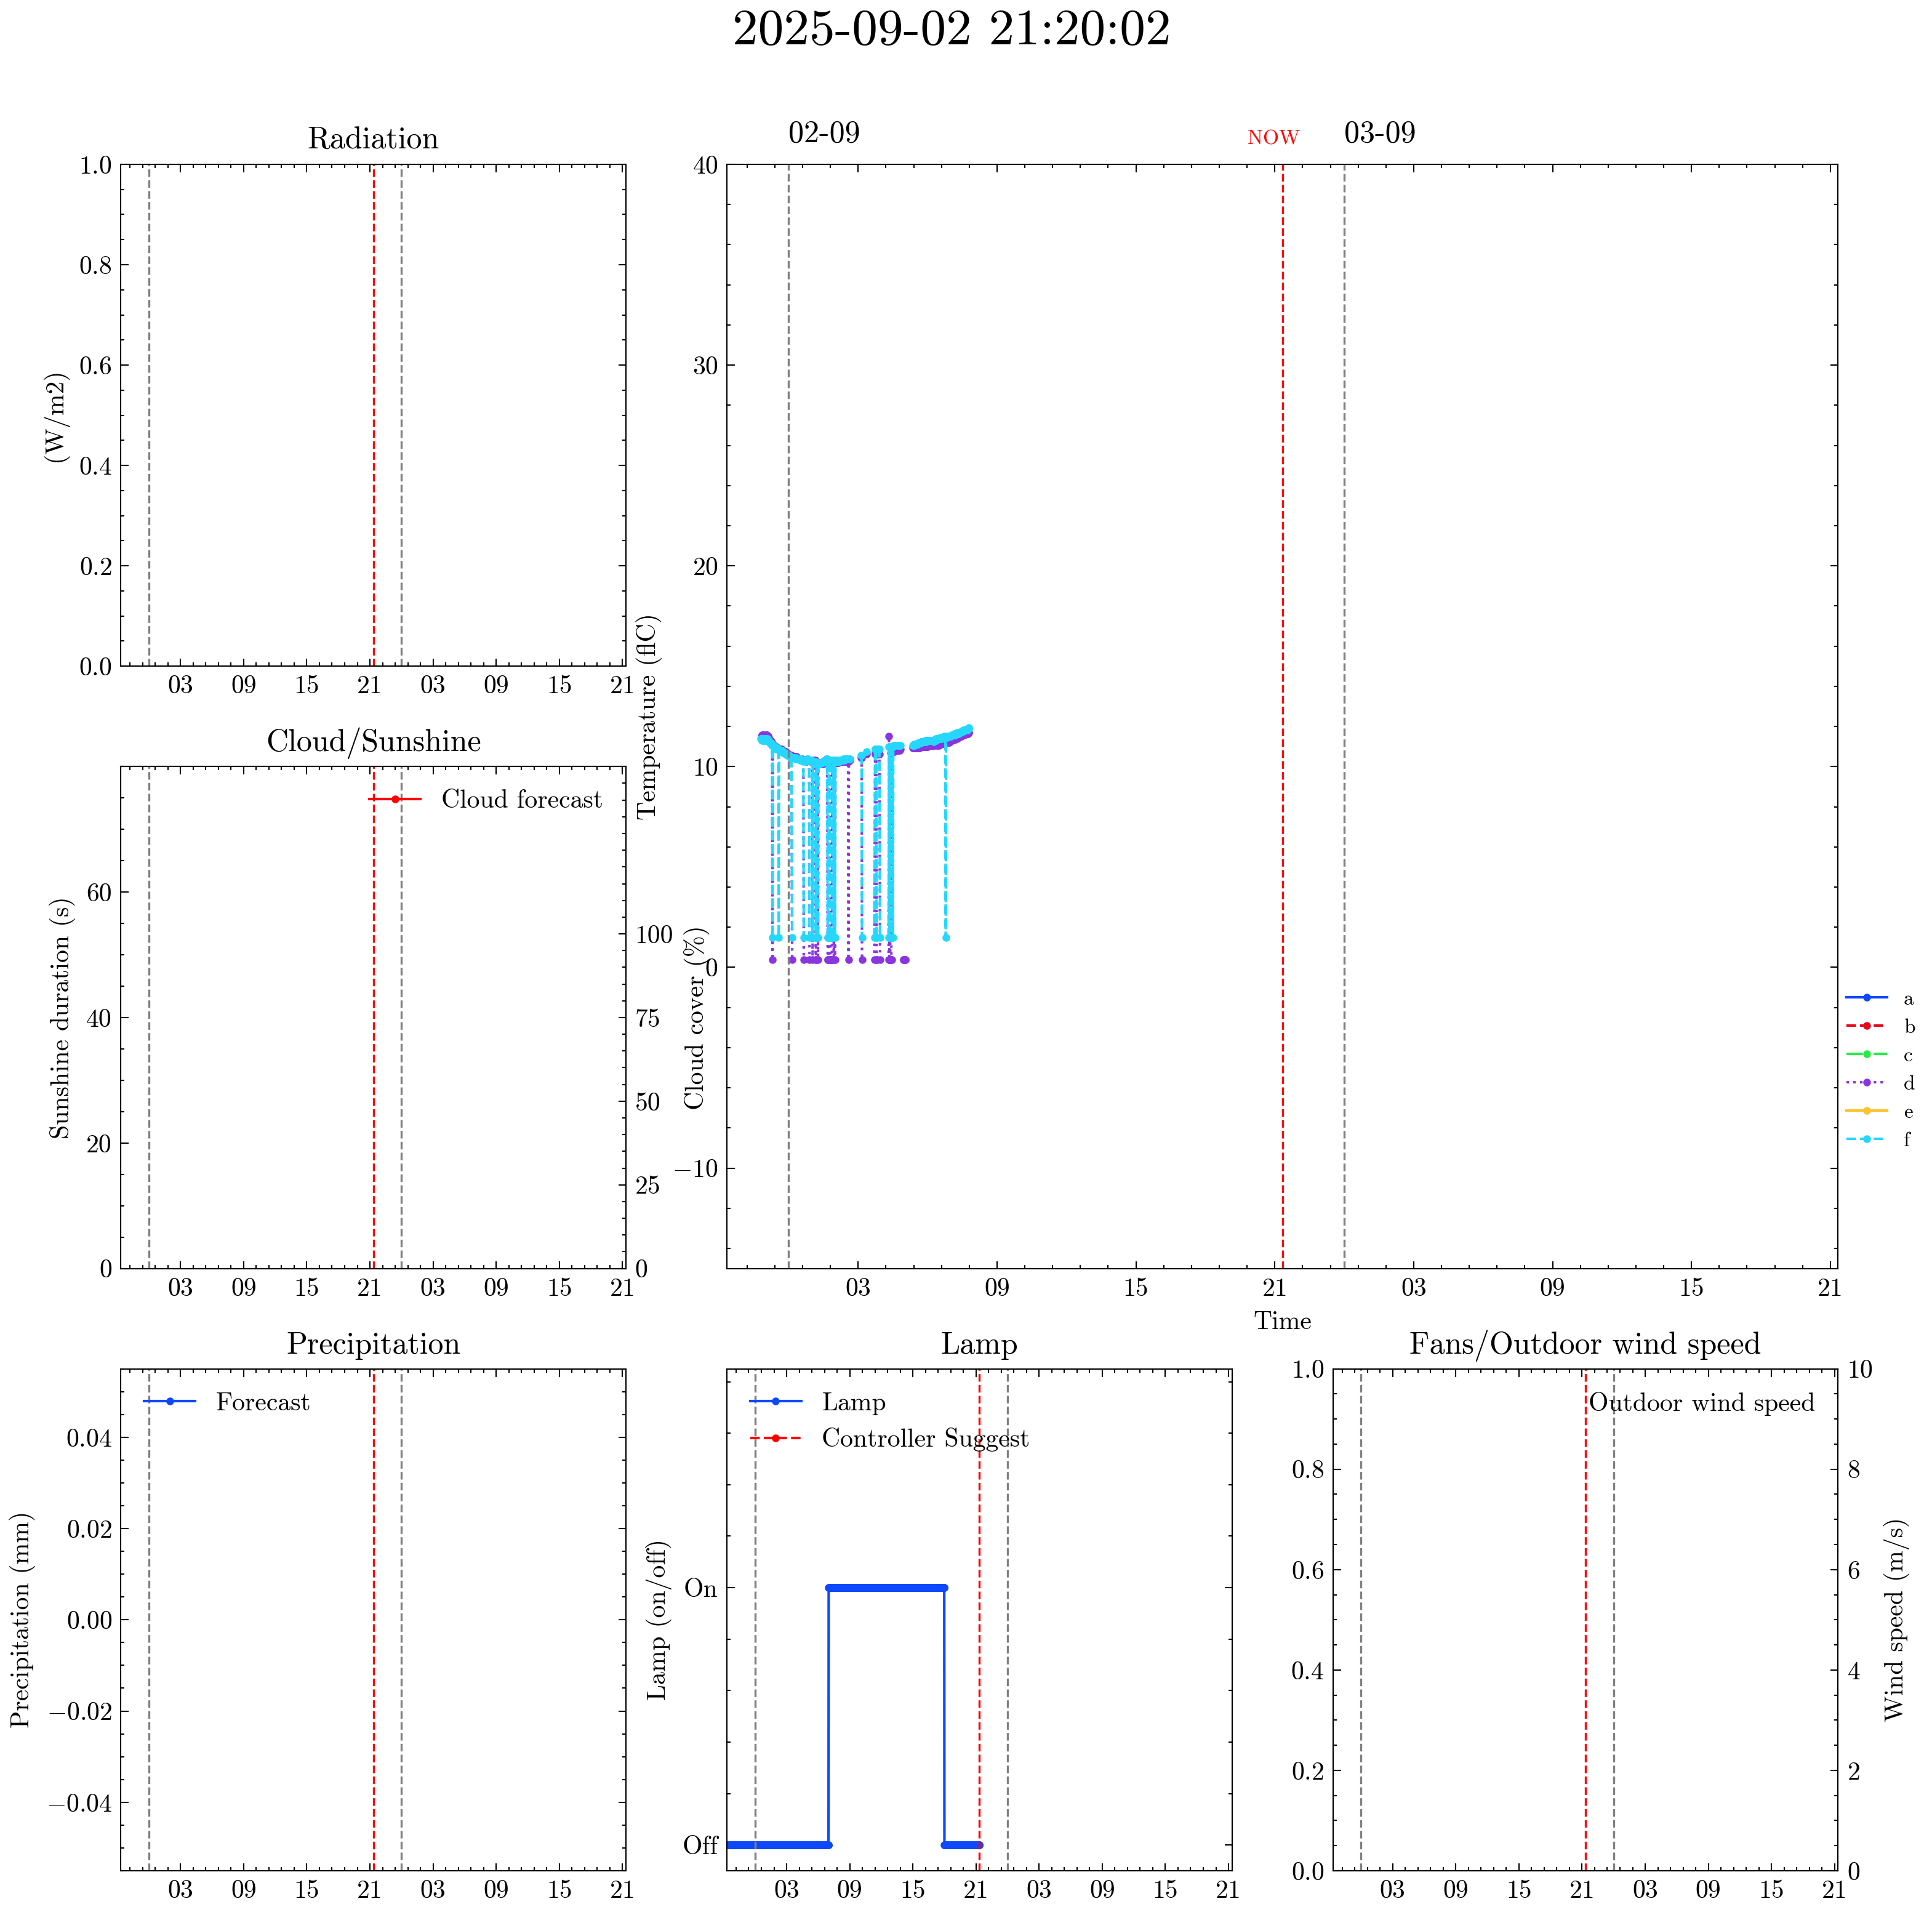 2025-09-02 21:20:02
Radiation
1.0
0.8
0.6
0.4
0.2
0.0
(W/m2)
03 09 15 21 03 09 15 21
02-09
NOW
03-09
40
30
20
10
0
−10
Temperature (flC)
03 09 15 21 03 09 15 21
Time
a
b
c
d
e
f
Cloud/Sunshine
Cloud forecast
60
40
20
0
Sunshine duration (s)
100
75
50
25
0
Cloud cover (%)
03 09 15 21 03 09 15 21
Precipitation
Forecast
0.04
0.02
0.00
−0.02
−0.04
Precipitation (mm)
03 09 15 21 03 09 15 21
Lamp
Lamp
Controller Suggest
On
Off
Lamp (on/off)
03 09 15 21 03 09 15 21
Fans/Outdoor wind speed
Outdoor wind speed
1.0
0.8
0.6
0.4
0.2
0.0
10
8
6
4
2
0
Wind speed (m/s)
03 09 15 21 03 09 15 21